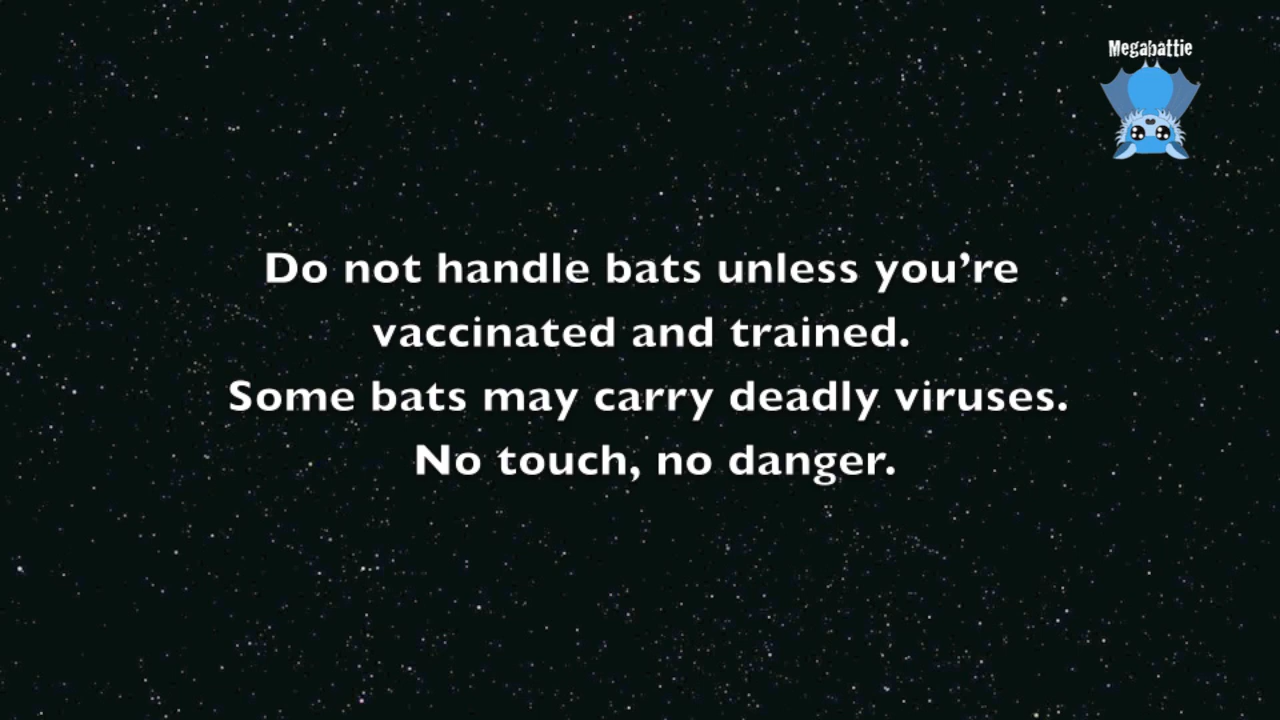 Megabattie
Do not handle bats unless you’re
vaccinated and trained.
Some bats may carry deadly viruses.
No touch, no danger.